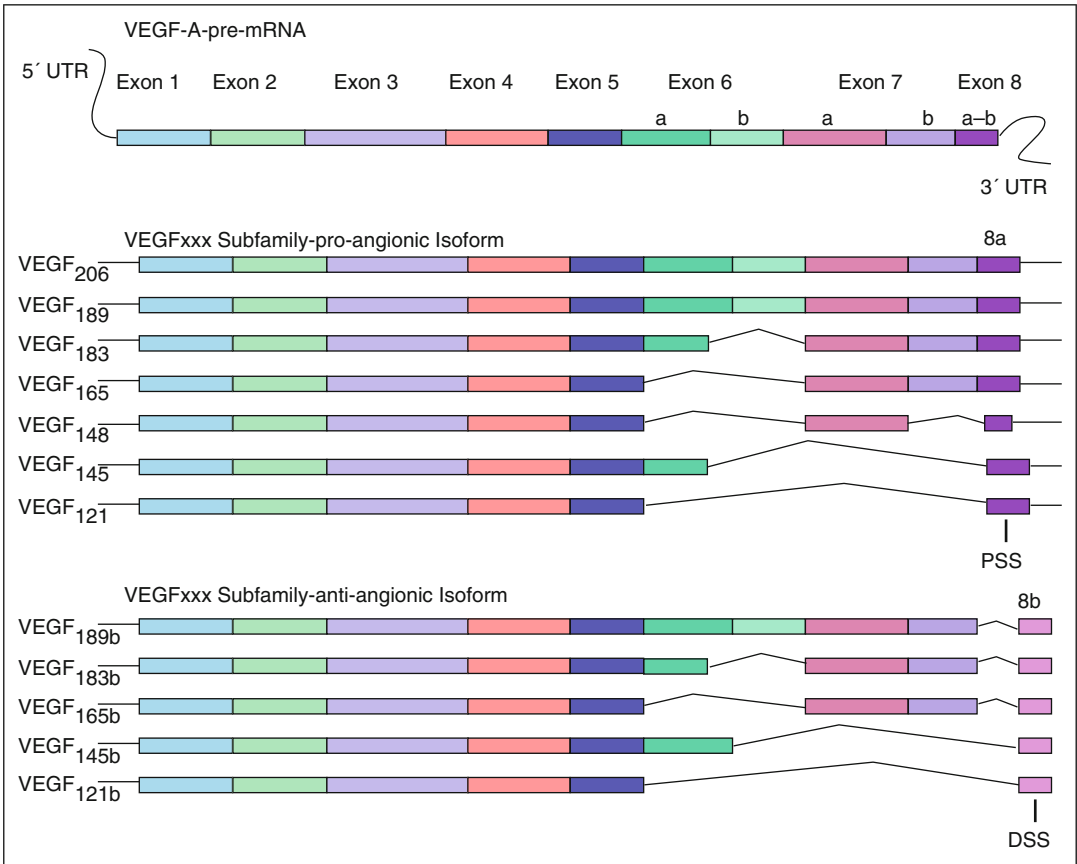 VEGF-A-pre-mRNA
5´ UTR
Exon 1 Exon 2 Exon 3 Exon 4 Exon 5 Exon 6 Exon 7 Exon 8
a b a b a–b
3´ UTR
VEGFxxx Subfamily-pro-angionic Isoform
8a
VEGF206
VEGF189
VEGF183
VEGF165
VEGF148
VEGF145
VEGF121
PSS
VEGFxxx Subfamily-anti-angionic Isoform
8b
VEGF189b
VEGF183b
VEGF165b
VEGF145b
VEGF121b
DSS